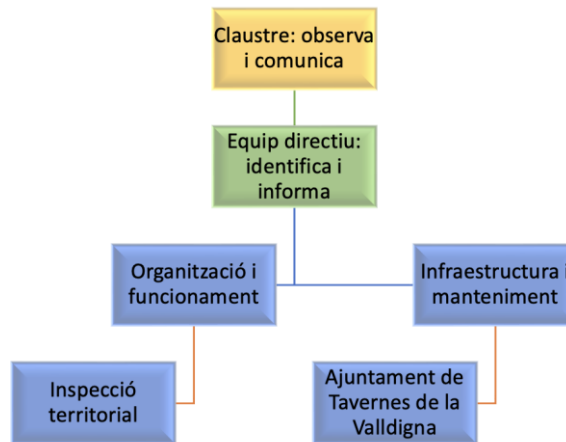 Claustre: observa
i comunica
Equip directiu:
identifica i
informa
Organització i
funcionament
Infraestructura i
manteniment
Inspecció
territorial
Ajuntament de
Tavernes de la
Valldigna